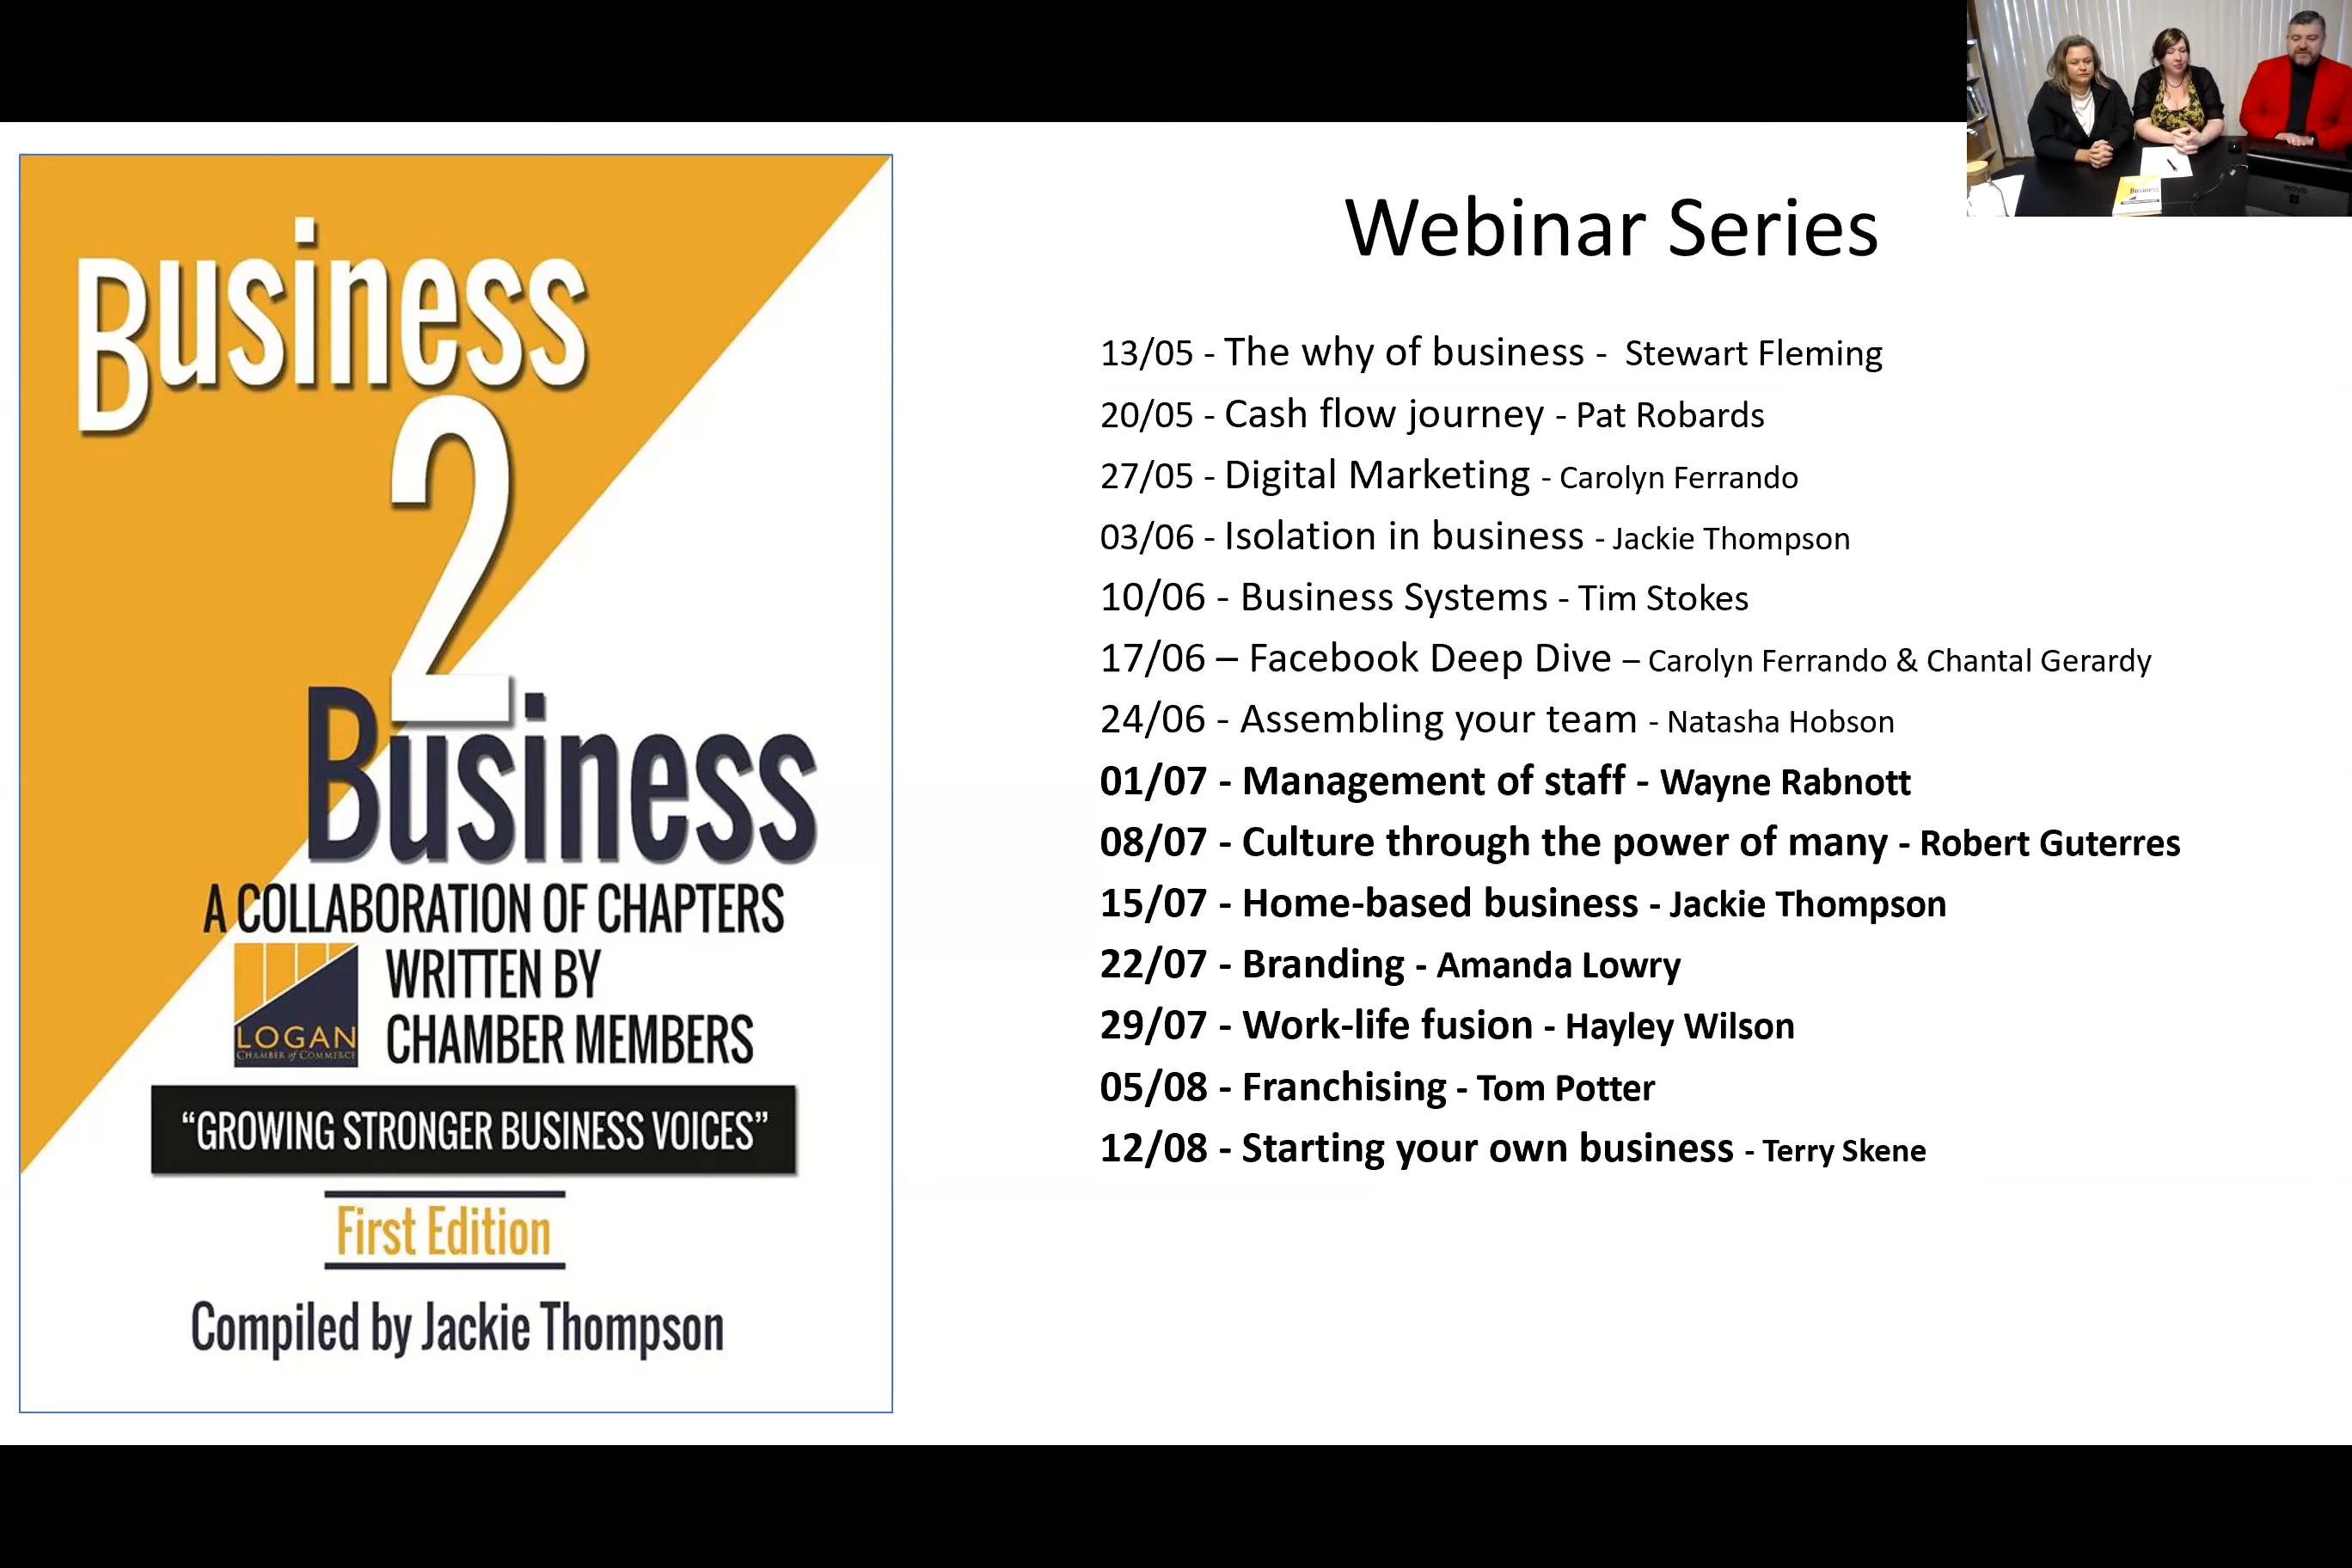 Business
2
Business
A COLLABORATION OF CHAPTERS
WRITTEN BY
CHAMBER MEMBERS
LOGAN
CHAMBER of COMMERCE
“GROWING STRONGER BUSINESS VOICES”
First Edition
Compiled by Jackie Thompson
Webinar Series
13/05 - The why of business - Stewart Fleming
20/05 - Cash flow journey - Pat Robards
27/05 - Digital Marketing - Carolyn Ferrando
03/06 - Isolation in business - Jackie Thompson
10/06 - Business Systems - Tim Stokes
17/06 – Facebook Deep Dive – Carolyn Ferrando & Chantal Gerardy
24/06 - Assembling your team - Natasha Hobson
01/07 - Management of staff - Wayne Rabnott
08/07 - Culture through the power of many - Robert Guterres
15/07 - Home-based business - Jackie Thompson
22/07 - Branding - Amanda Lowry
29/07 - Work-life fusion - Hayley Wilson
05/08 - Franchising - Tom Potter
12/08 - Starting your own business - Terry Skene
Business